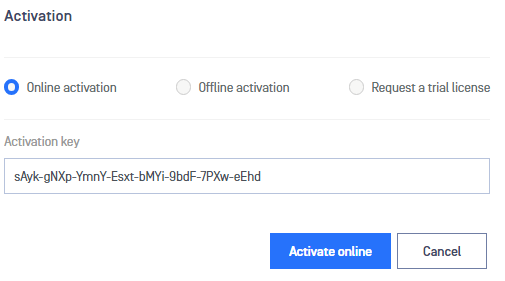 Activation
Online activation Offline activation Request a trial license
Activation key
sAyk-gNXp-YmnY-Esxt-bMYi-9bdF-7PXw-eEhd
Activate online Cancel